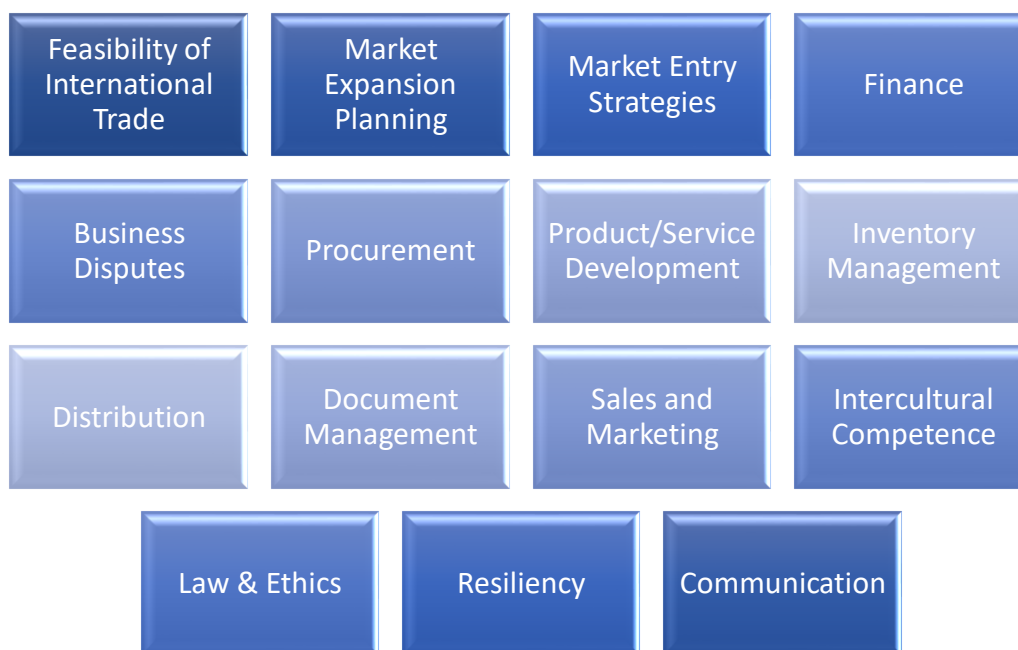 Feasibility of
International
Trade
Market
Expansion
Planning
Market Entry
Strategies
Finance
Business
Disputes
Procurement
Product/Service
Development
Inventory
Management
Distribution
Document
Management
Sales and
Marketing
Intercultural
Competence
Law & Ethics
Resiliency
Communication